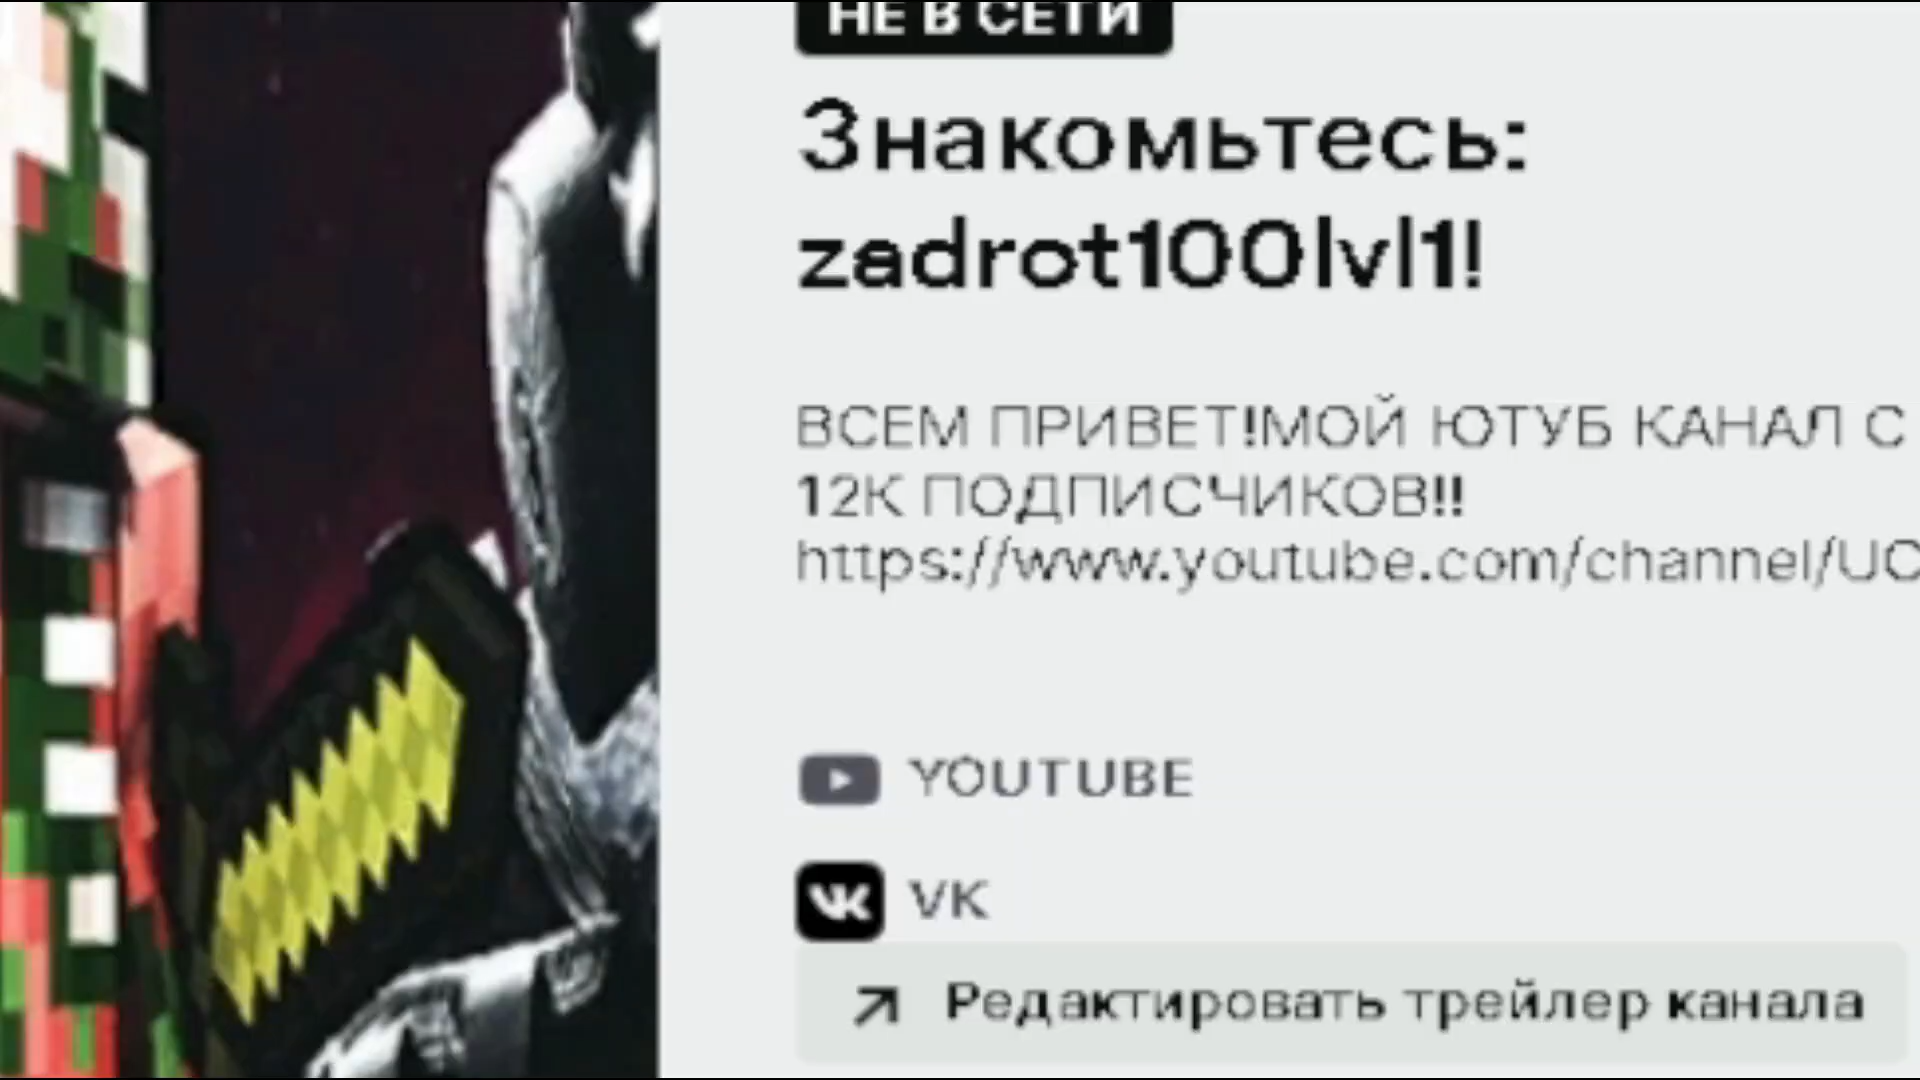 НЕ В СЕТИ
Знакомьтесь:
zadrot100lvl1!
ВСЕМ ПРИВЕТ!МОЙ ЮТУБ КАНАЛ С
12К ПОДПИСЧИКОВ!!
https://www.youtube.com/channel/UC
YOUTUBE
VK
Редактировать трейлер канала